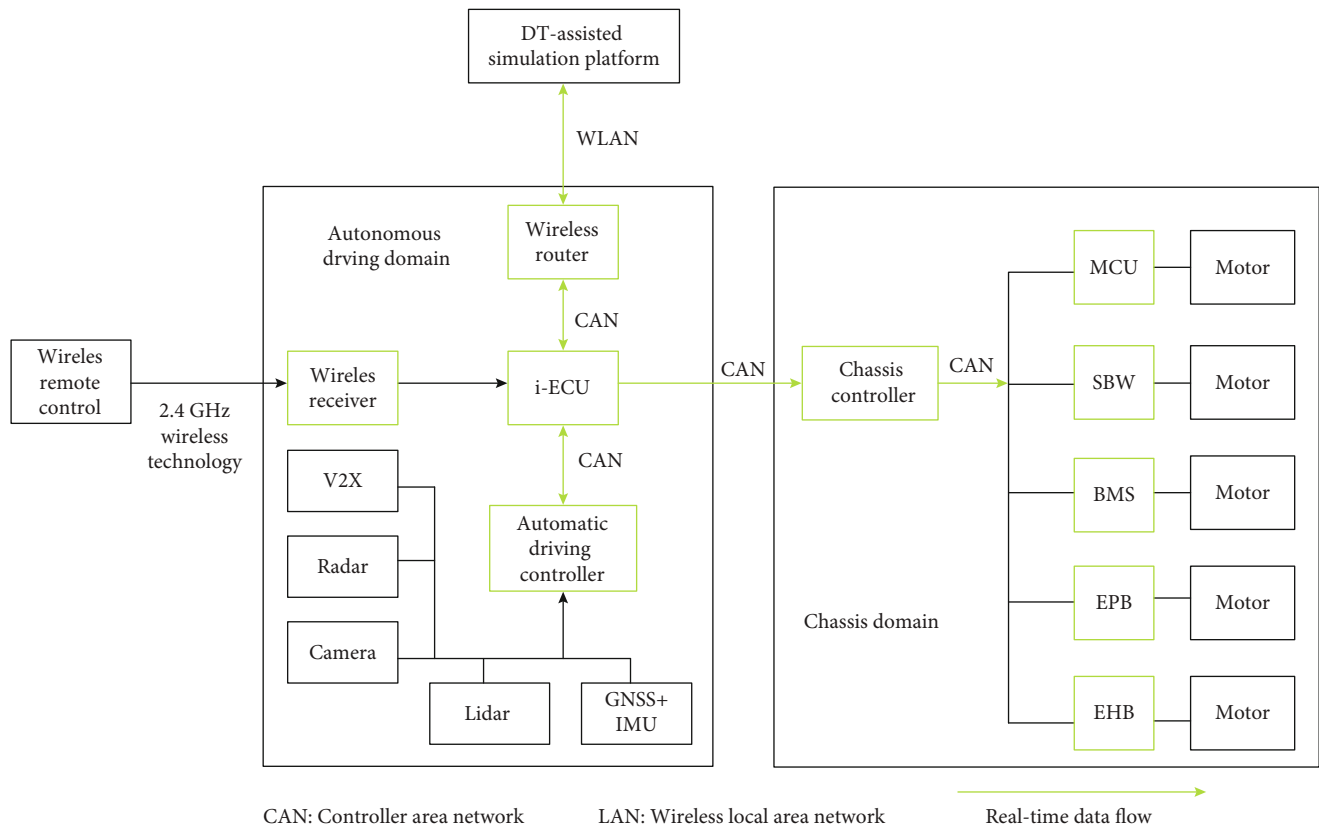 DT-assisted
simulation platform
WLAN
Autonomous
drving domain
Wireless
router
CAN
Wireles
remote
control
2.4 GHz
wireless
technology
Wireles
receiver
i-ECU
CAN
V2X
Radar
Camera
Lidar
GNSS+
IMU
Automatic
driving
controller
CAN
Chassis
controller
CAN
Chassis domain
MCU
Motor
SBW
Motor
BMS
Motor
EPB
Motor
EHB
Motor
CAN: Controller area network
LAN: Wireless local area network
Real-time data flow